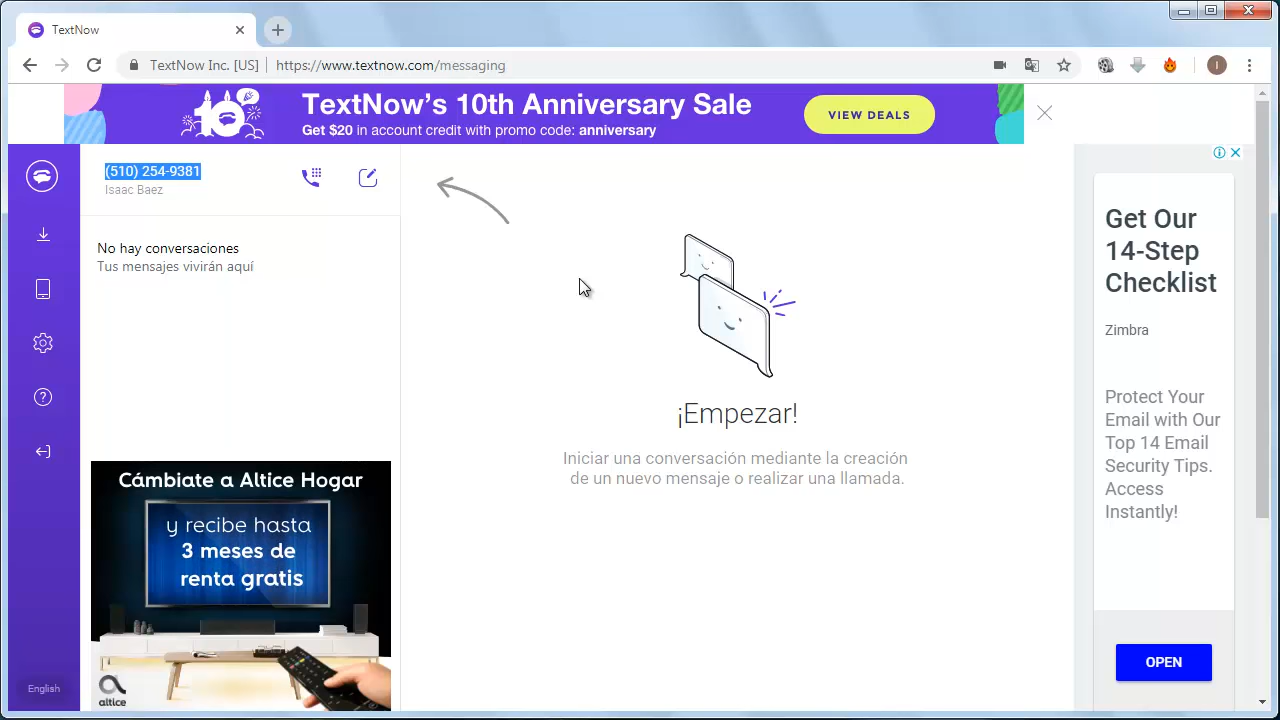 TextNow
TextNow Inc. [US]
https://www.textnow.com/messaging
I
10
TextNow's 10th Anniversary Sale
Get $20 in account credit with promo code: anniversary
VIEW DEALS
(510) 254-9381
Isaac Baez
No hay conversaciones
Tus mensajes vivirán aquí
¡Empezar!
Iniciar una conversación mediante la creación
de un nuevo mensaje o realizar una llamada.
Cámbiate a Altice Hogar
y recibe hasta
3 meses de
renta gratis
altice
English
Get Our
14-Step
Checklist
Zimbra
Protect Your
Email with Our
Top 14 Email
Security Tips.
Access
Instantly!
OPEN